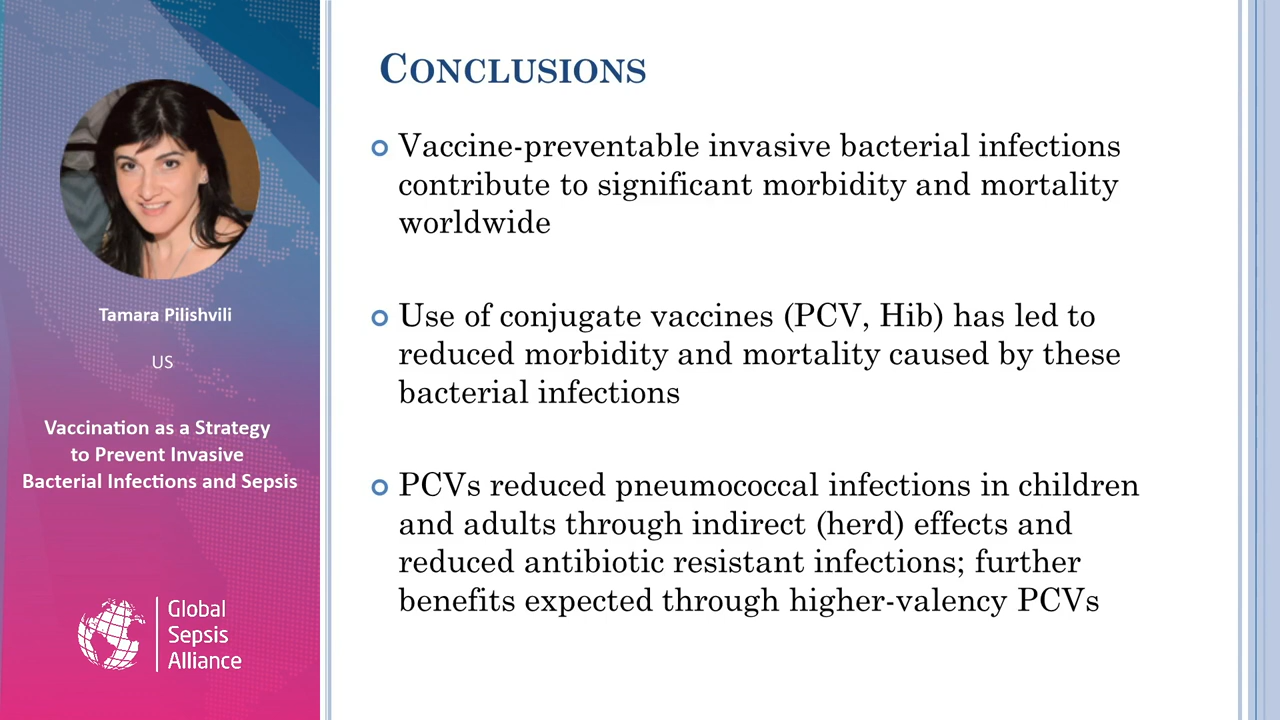 Tamara Pilishvili
US
Vaccination as a Strategy
to Prevent Invasive
Bacterial Infections and Sepsis
Global
Sepsis
Alliance
CONCLUSIONS
Vaccine-preventable invasive bacterial infections
contribute to significant morbidity and mortality
worldwide
Use of conjugate vaccines (PCV, Hib) has led to
reduced morbidity and mortality caused by these
bacterial infections
PCVs reduced pneumococcal infections in children
and adults through indirect (herd) effects and
reduced antibiotic resistant infections; further
benefits expected through higher-valency PCVs